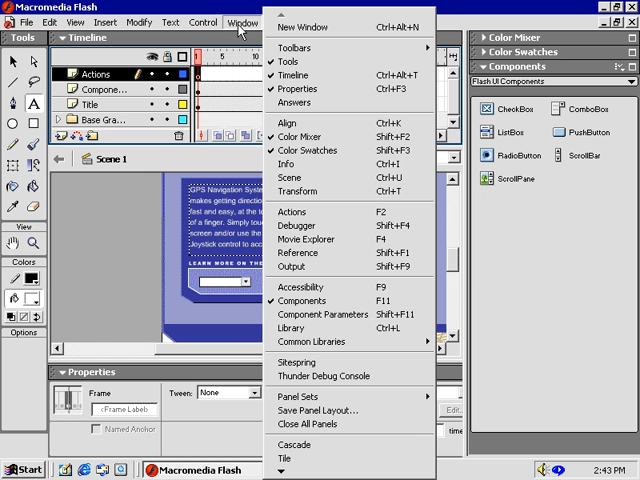 Macromedia Flash
File Edit View Insert Modify Text Control Window
Tools
View
Colors
Options
Timeline
1 5
Actions
Compone...
Title
Base Gra...
Scene 1
GPS Navigation Syste
makes getting directio
fast and easy, at the to
of a finger. Simply touc
screen and/or use the
Joystick control to acc
LEARN MORE ON THE
Properties
Frame
<Frame Label>
Named Anchor
Tween: None
Edit...
time
New Window Ctrl+Alt+N
Toolbars
Tools
Timeline Ctrl+Alt+T
Properties Ctrl+F3
Answers
Align Ctrl+K
Color Mixer Shift+F2
Color Swatches Shift+F3
Info Ctrl+I
Scene Ctrl+U
Transform Ctrl+T
Actions F2
Debugger Shift+F4
Movie Explorer F4
Reference Shift+F1
Output Shift+F9
Accessibility F9
Components F11
Component Parameters Shift+F11
Library Ctrl+L
Common Libraries
Sitespring
Thunder Debug Console
Panel Sets
Save Panel Layout...
Close All Panels
Cascade
Tile
Color Mixer
Color Swatches
Components
Flash UI Components
CheckBox ComboBox
ListBox PushButton
RadioButton ScrollBar
ScrollPane
Start
Macromedia Flash
2:43 PM